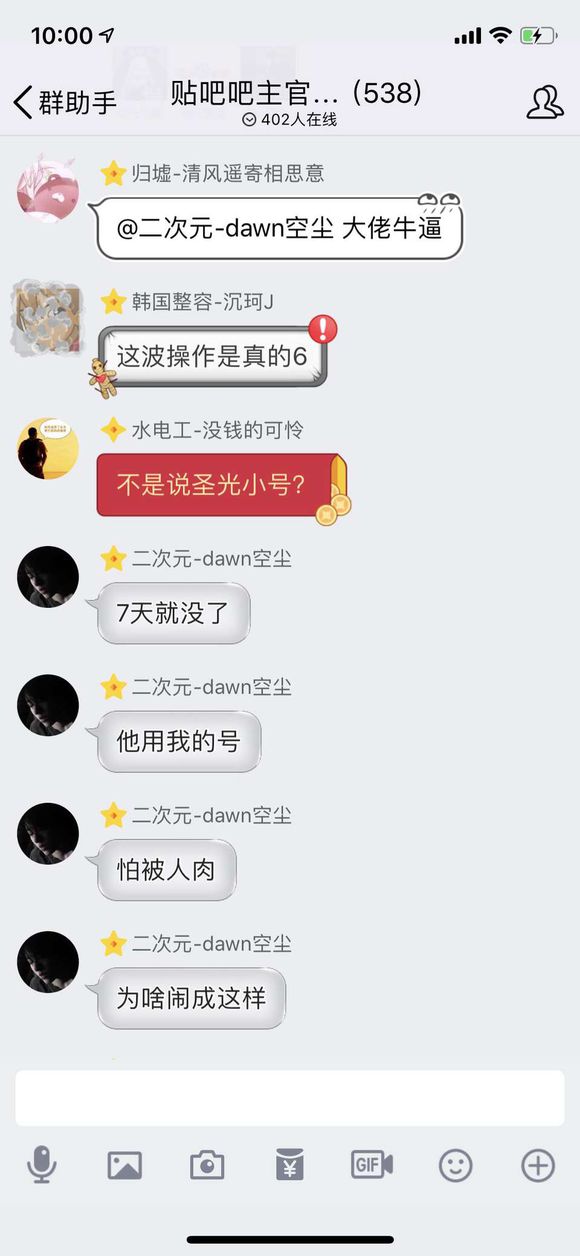 10:00
群助手
贴吧吧主官... (538)
402人在线
归墟-清风遥寄相思意
@二次元-dawn空尘 大佬牛逼
韩国整容-沉珂J
这波操作是真的6
水电工-没钱的可怜
不是说圣光小号?
二次元-dawn空尘
7天就没了
二次元-dawn空尘
他用我的号
二次元-dawn空尘
怕被人肉
二次元-dawn空尘
为啥闹成这样
GIF